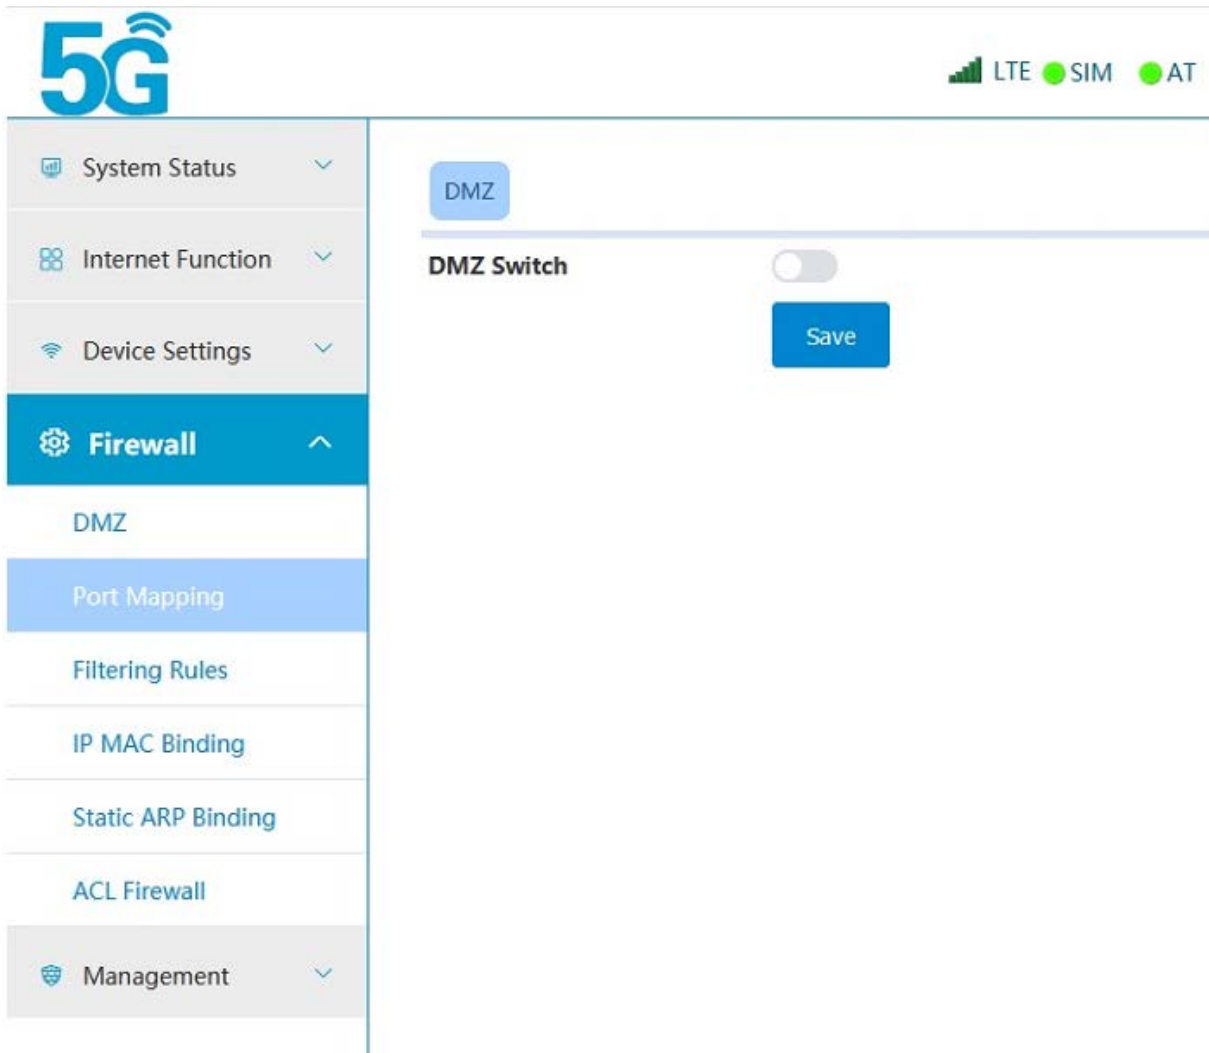 5G
LTE SIM AT
System Status
DMZ
Internet Function
DMZ Switch
Device Settings
Save
Firewall
DMZ
Port Mapping
Filtering Rules
IP MAC Binding
Static ARP Binding
ACL Firewall
Management